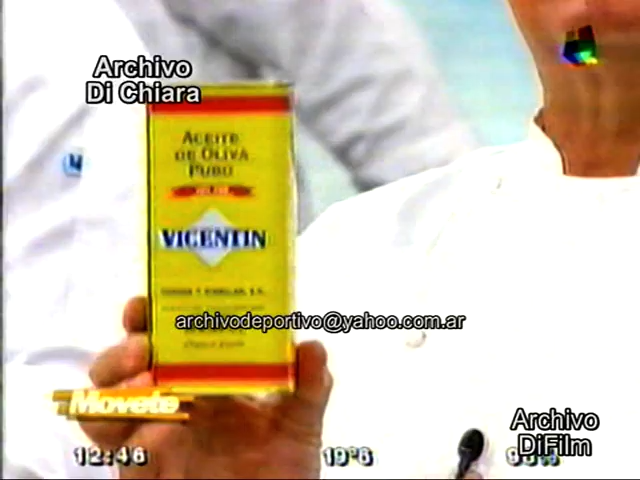 Archivo
Di Chiara
ACEITE
DE OLIVA
PURO
VICENTIN
archivodeportivo@yahoo.com.ar
Movete
Archivo
DiFilm
12:46
19°6